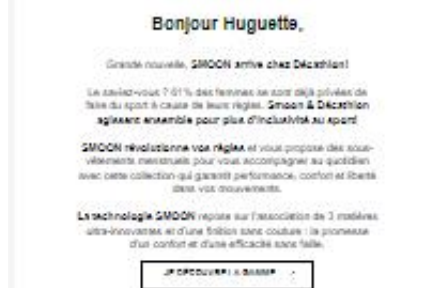 Bonjour Huguette,
Grande nouvelle, SMOON arrive chez Décathlon!
Le saviez-vous ? 61% des femmes se sont déjà privées de
faire du sport à cause de leurs règles. Smoon & Décathlon
agissent ensemble pour plus d'inclusivité au sport!
SMOON révolutionne vos règles et vous propose des sous-
vêtements menstruels pour vous accompagner au quotidien
avec cette collection qui garantit performance, confort et liberté
dans vos mouvements.
La technologie SMOON repose sur l'association de 3 matières
ultra-innovantes et d'une finition sans couture : la promesse
d'un confort et d'une efficacité sans faille.
JE DÉCOUVRE LA GAMME